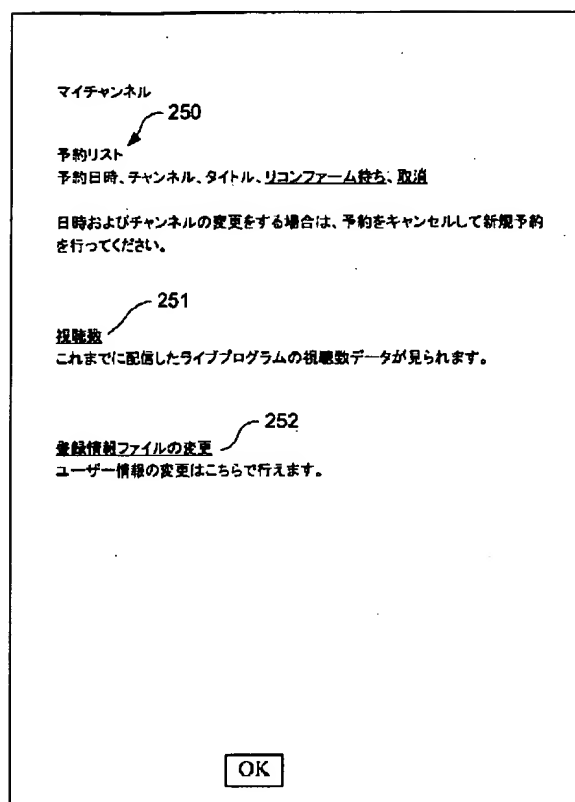 マイチャンネル
250
予約リスト
予約日時、チャンネル、タイトル、リコンファーム待ち、取消
日時およびチャンネルの変更をする場合は、予約をキャンセルして新規予約
を行ってください。
251
視聴数
これまでに配信したライブプログラムの視聴数データが見られます。
252
登録情報ファイルの変更
ユーザー情報の変更はこちらで行えます。
OK